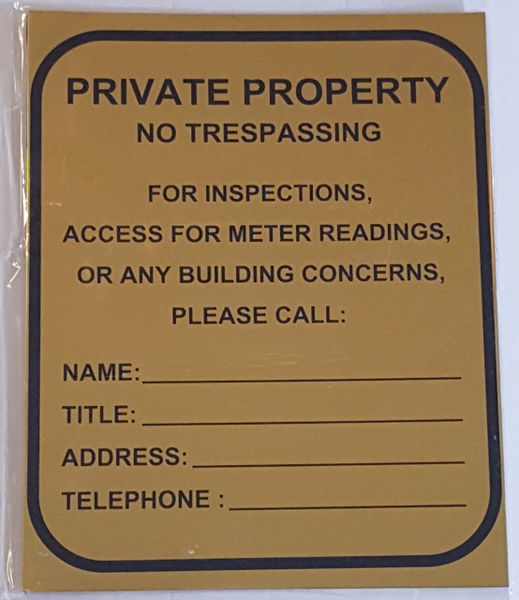 PRIVATE PROPERTY
NO TRESPASSING
FOR INSPECTIONS,
ACCESS FOR METER READINGS,
OR ANY BUILDING CONCERNS,
PLEASE CALL:
NAME:
TITLE:
ADDRESS:
TELEPHONE :